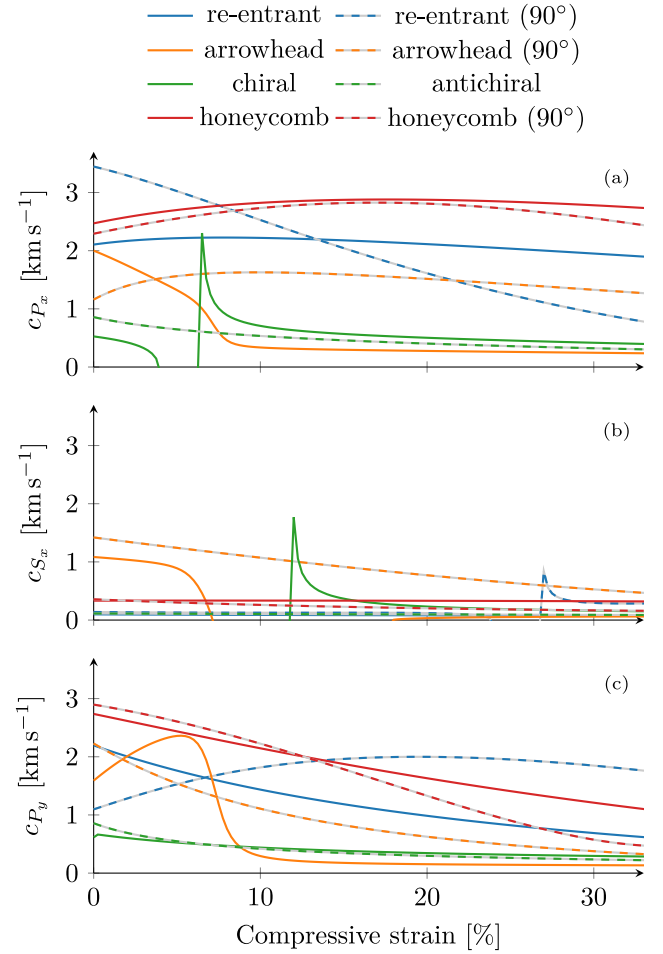 re-entrant re-entrant (90°)
arrowhead arrowhead (90°)
chiral antichiral
honeycomb honeycomb (90°)
(a)
3
2
1
0
c_{P_x} [km s⁻¹]
(b)
3
2
1
0
c_{S_x} [km s⁻¹]
(c)
3
2
1
0
c_{P_y} [km s⁻¹]
0 10 20 30
Compressive strain [%]